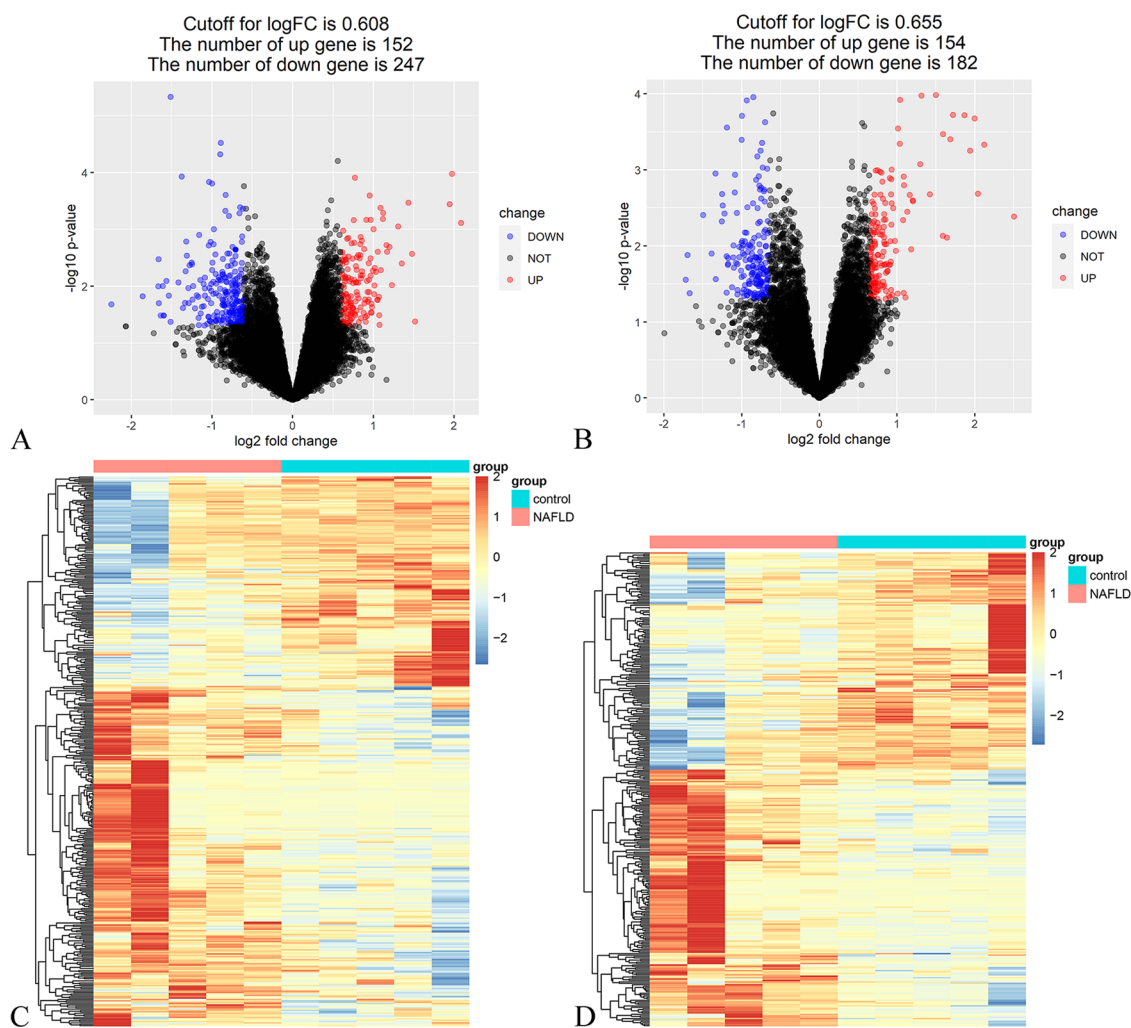 Cutoff for logFC is 0.608
The number of up gene is 152
The number of down gene is 247
4
2
0
-log10 p-value
-2
-1
0
1
2
log2 fold change
change
DOWN
NOT
UP
A
Cutoff for logFC is 0.655
The number of up gene is 154
The number of down gene is 182
4
3
2
1
0
-log10 p-value
-2
-1
0
1
2
log2 fold change
change
DOWN
NOT
UP
B
group
2
1
0
−1
−2
group
control
NAFLD
C
group
2
1
0
−1
−2
group
control
NAFLD
D